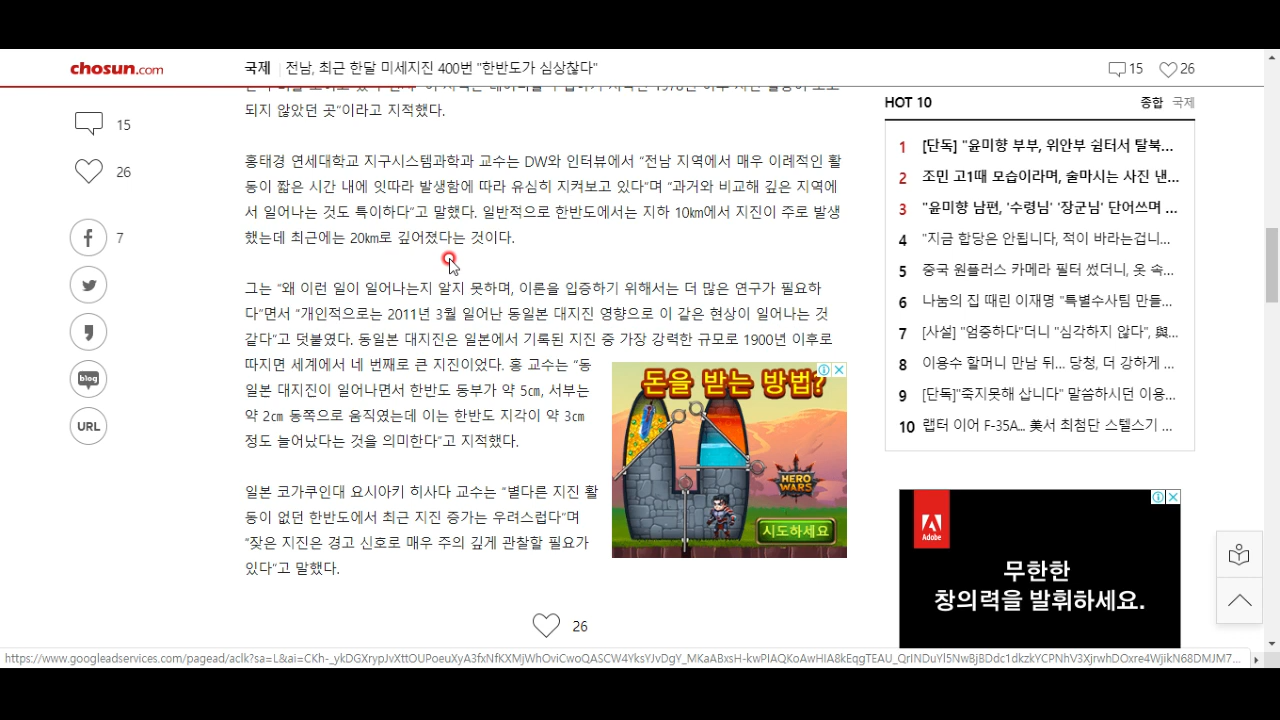 chosun.com
국제
전남, 최근 한달 미세지진 400번 "한반도가 심상찮다"
15
26
되지 않았던 곳"이라고 지적했다.
홍태경 연세대학교 지구시스템과학과 교수는 DW와 인터뷰에서 "전남 지역에서 매우 이례적인 활
동이 짧은 시간 내에 잇따라 발생함에 따라 유심히 지켜보고 있다"며 "과거와 비교해 깊은 지역에
서 일어나는 것도 특이하다"고 말했다. 일반적으로 한반도에서는 지하 10㎞에서 지진이 주로 발생
했는데 최근에는 20㎞로 깊어졌다는 것이다.
그는 "왜 이런 일이 일어나는지 알지 못하며, 이론을 입증하기 위해서는 더 많은 연구가 필요하
다"면서 "개인적으로는 2011년 3월 일어난 동일본 대지진 영향으로 이 같은 현상이 일어나는 것
같다"고 덧붙였다. 동일본 대지진은 일본에서 기록된 지진 중 가장 강력한 규모로 1900년 이후로
따지면 세계에서 네 번째로 큰 지진이었다. 홍 교수는 "동
일본 대지진이 일어나면서 한반도 동부가 약 5㎝, 서부는
약 2㎝ 동쪽으로 움직였는데 이는 한반도 지각이 약 3㎝
정도 늘어났다는 것을 의미한다"고 지적했다.
일본 코가쿠인대 요시아키 히사다 교수는 "별다른 지진 활
동이 없던 한반도에서 최근 지진 증가는 우려스럽다"며
"잦은 지진은 경고 신호로 매우 주의 깊게 관찰할 필요가
있다"고 말했다.
26
15
26
7
blog
URL
돈을 받는 방법?
HERO
WARS
시도하세요
HOT 10
종합 국제
1 [단독] "윤미향 부부, 위안부 쉼터서 탈북...
2 조민 고1때 모습이라며, 술마시는 사진 낸...
3 "윤미향 남편, '수령님' '장군님' 단어쓰며 ...
4 "지금 합당은 안됩니다, 적이 바라는겁니...
5 중국 원플러스 카메라 필터 썼더니, 옷 속...
6 나눔의 집 때린 이재명 "특별수사팀 만들...
7 [사설] "엄중하다"더니 "심각하지 않다", 與...
8 이용수 할머니 만남 뒤... 당청, 더 강하게 ...
9 [단독]"죽지못해 삽니다" 말씀하시던 이용...
10 랩터 이어 F-35A... 美서 최첨단 스텔스기 ...
Adobe
무한한
창의력을 발휘하세요.